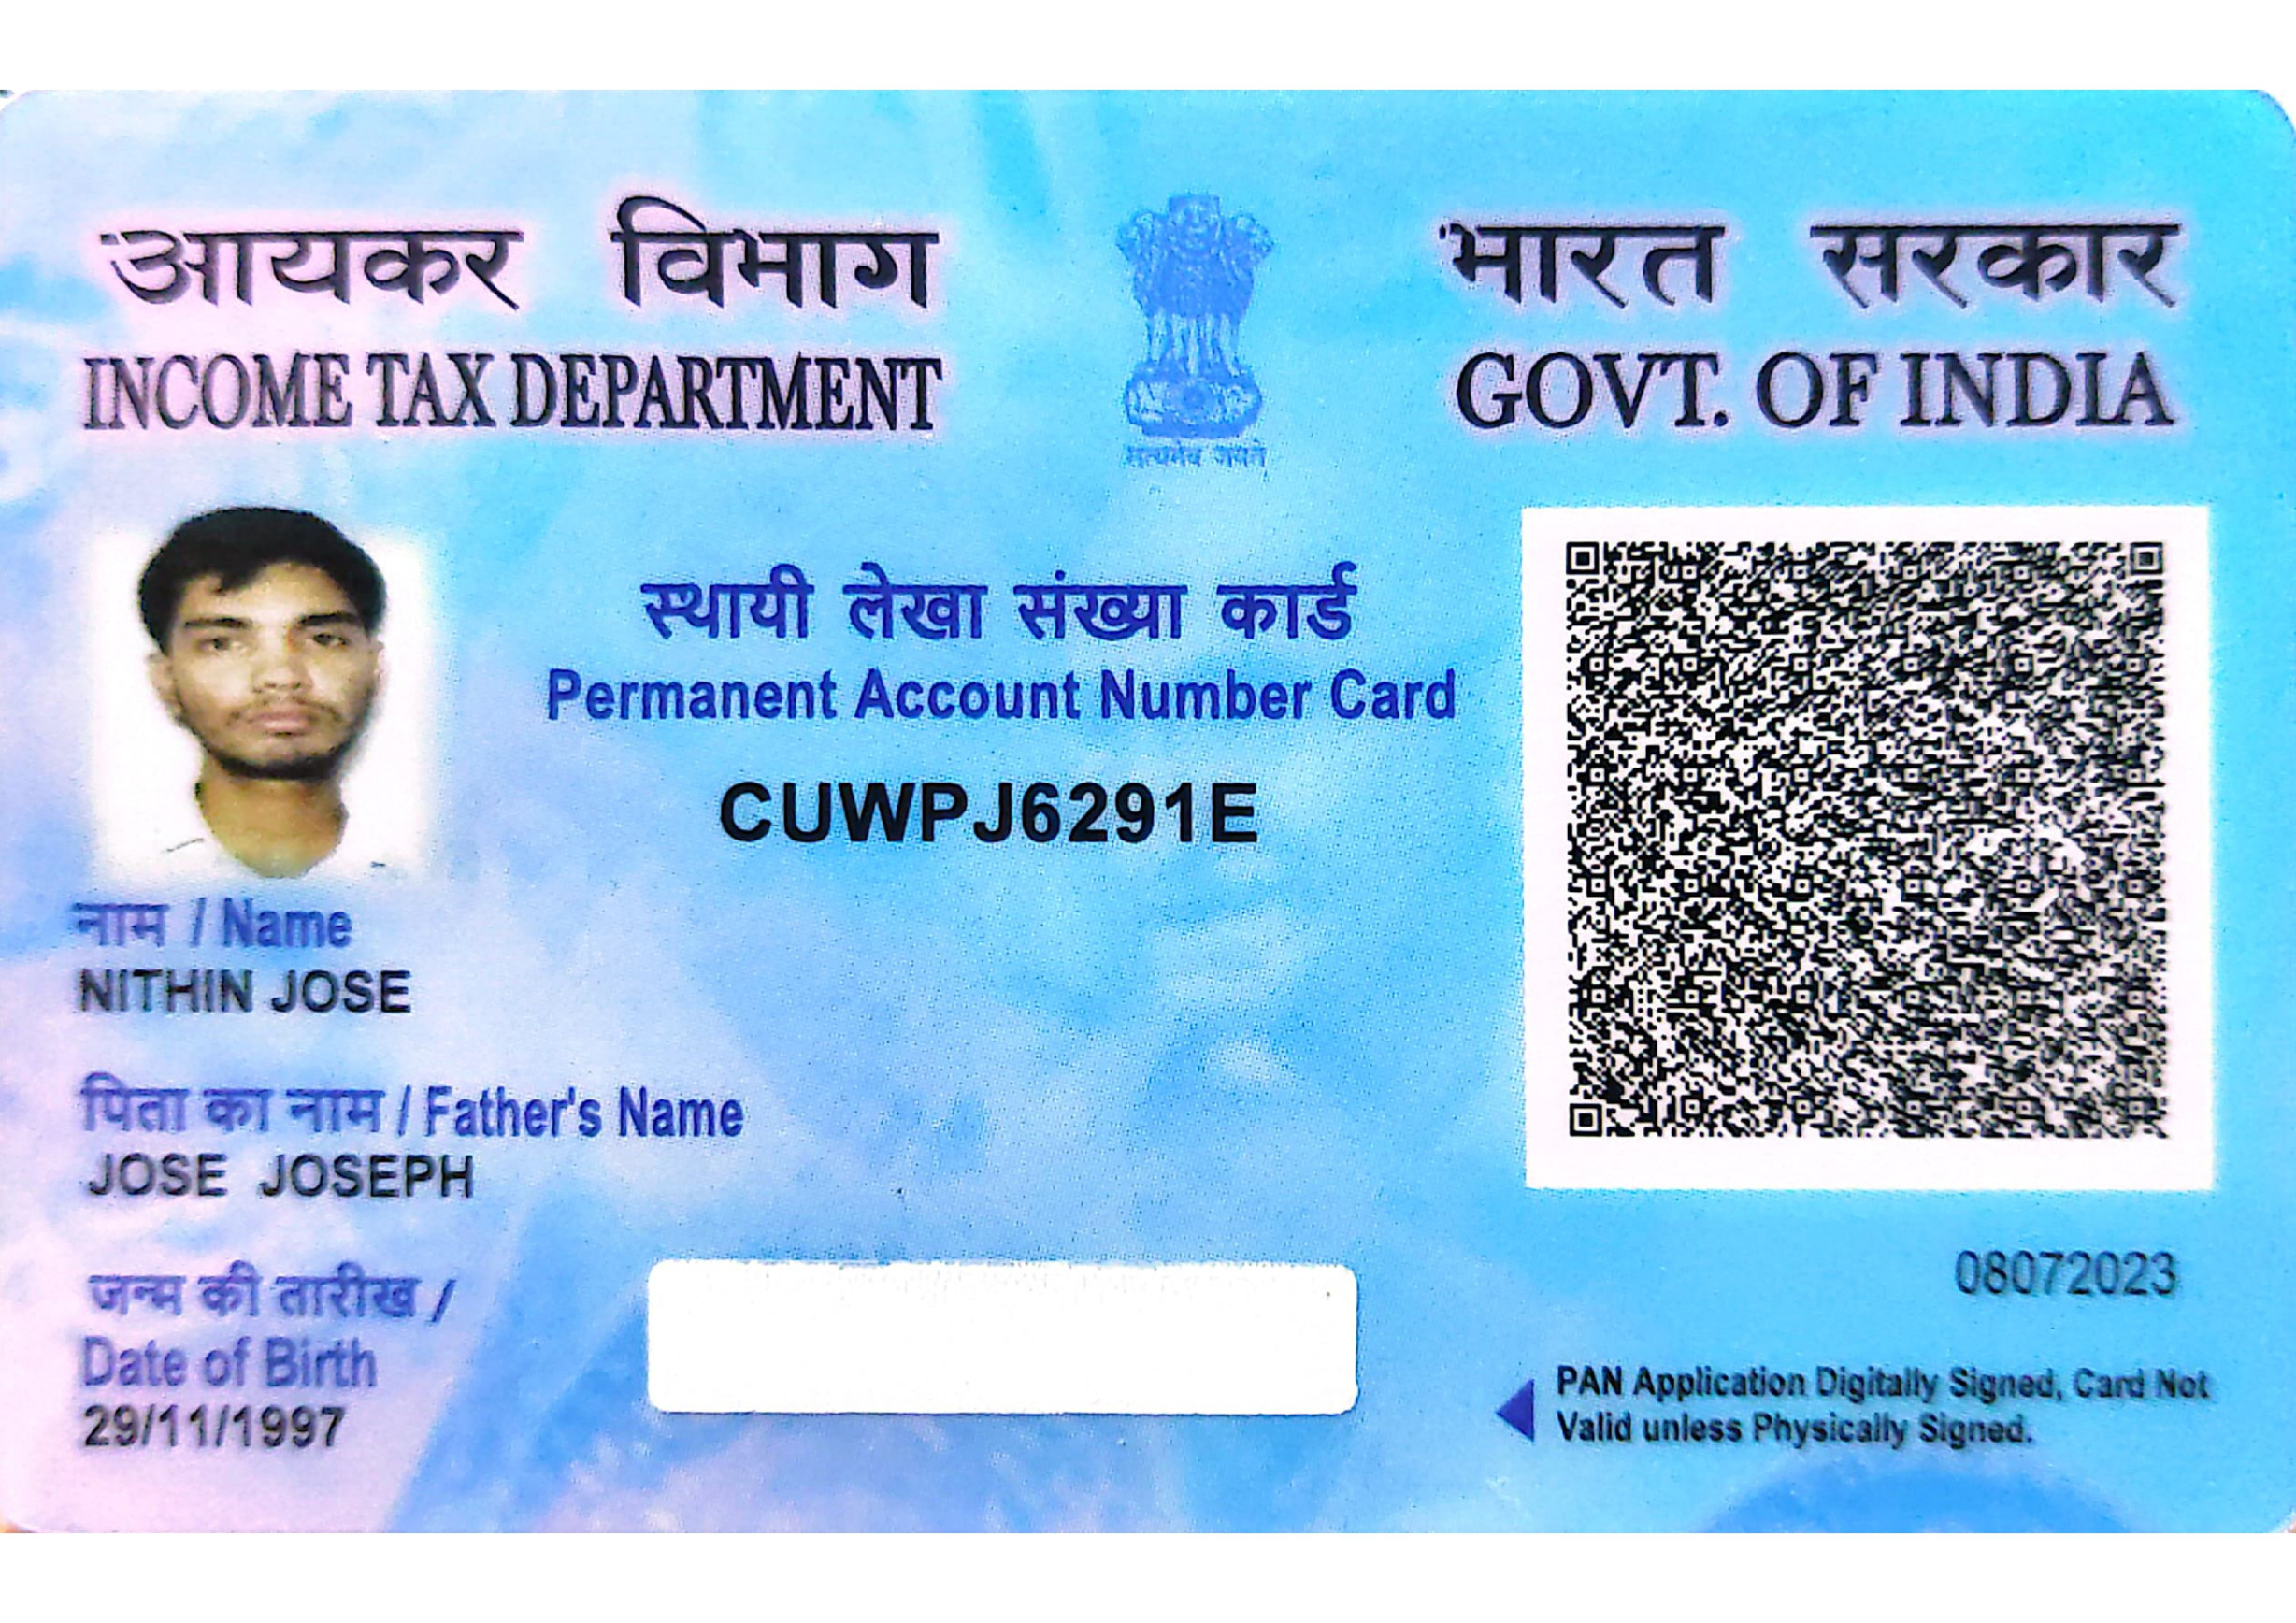 आयकर विभाग
INCOME TAX DEPARTMENT
सत्यमेव जयते
भारत सरकार
GOVT. OF INDIA
स्थायी लेखा संख्या कार्ड
Permanent Account Number Card
CUWPJ6291E
नाम / Name
NITHIN JOSE
पिता का नाम / Father's Name
JOSE JOSEPH
जन्म की तारीख /
Date of Birth
29/11/1997
08072023
PAN Application Digitally Signed, Card Not
Valid unless Physically Signed.